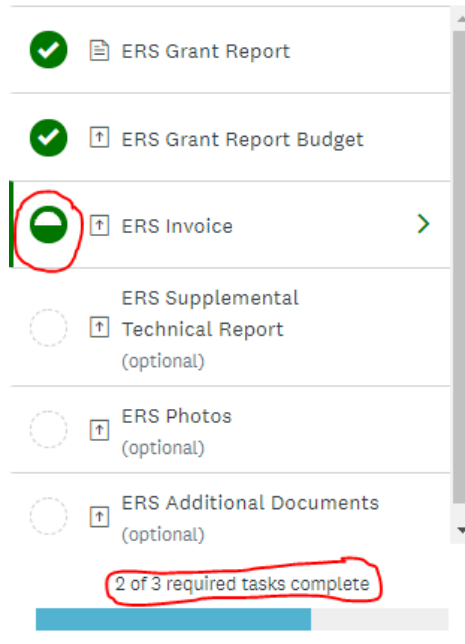 ERS Grant Report
ERS Grant Report Budget
ERS Invoice
ERS Supplemental
Technical Report
(optional)
ERS Photos
(optional)
ERS Additional Documents
(optional)
2 of 3 required tasks complete